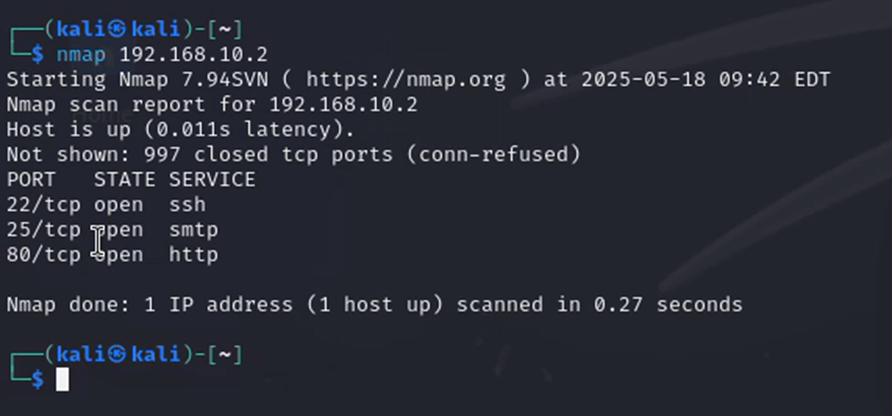 ┌──(kali㉿kali)-[~]
└─$ nmap 192.168.10.2
Starting Nmap 7.94SVN ( https://nmap.org ) at 2025-05-18 09:42 EDT
Nmap scan report for 192.168.10.2
Host is up (0.011s latency).
Not shown: 997 closed tcp ports (conn-refused)
PORT   STATE SERVICE
22/tcp open  ssh
25/tcp open  smtp
80/tcp open  http
Nmap done: 1 IP address (1 host up) scanned in 0.27 seconds
┌──(kali㉿kali)-[~]
└─$